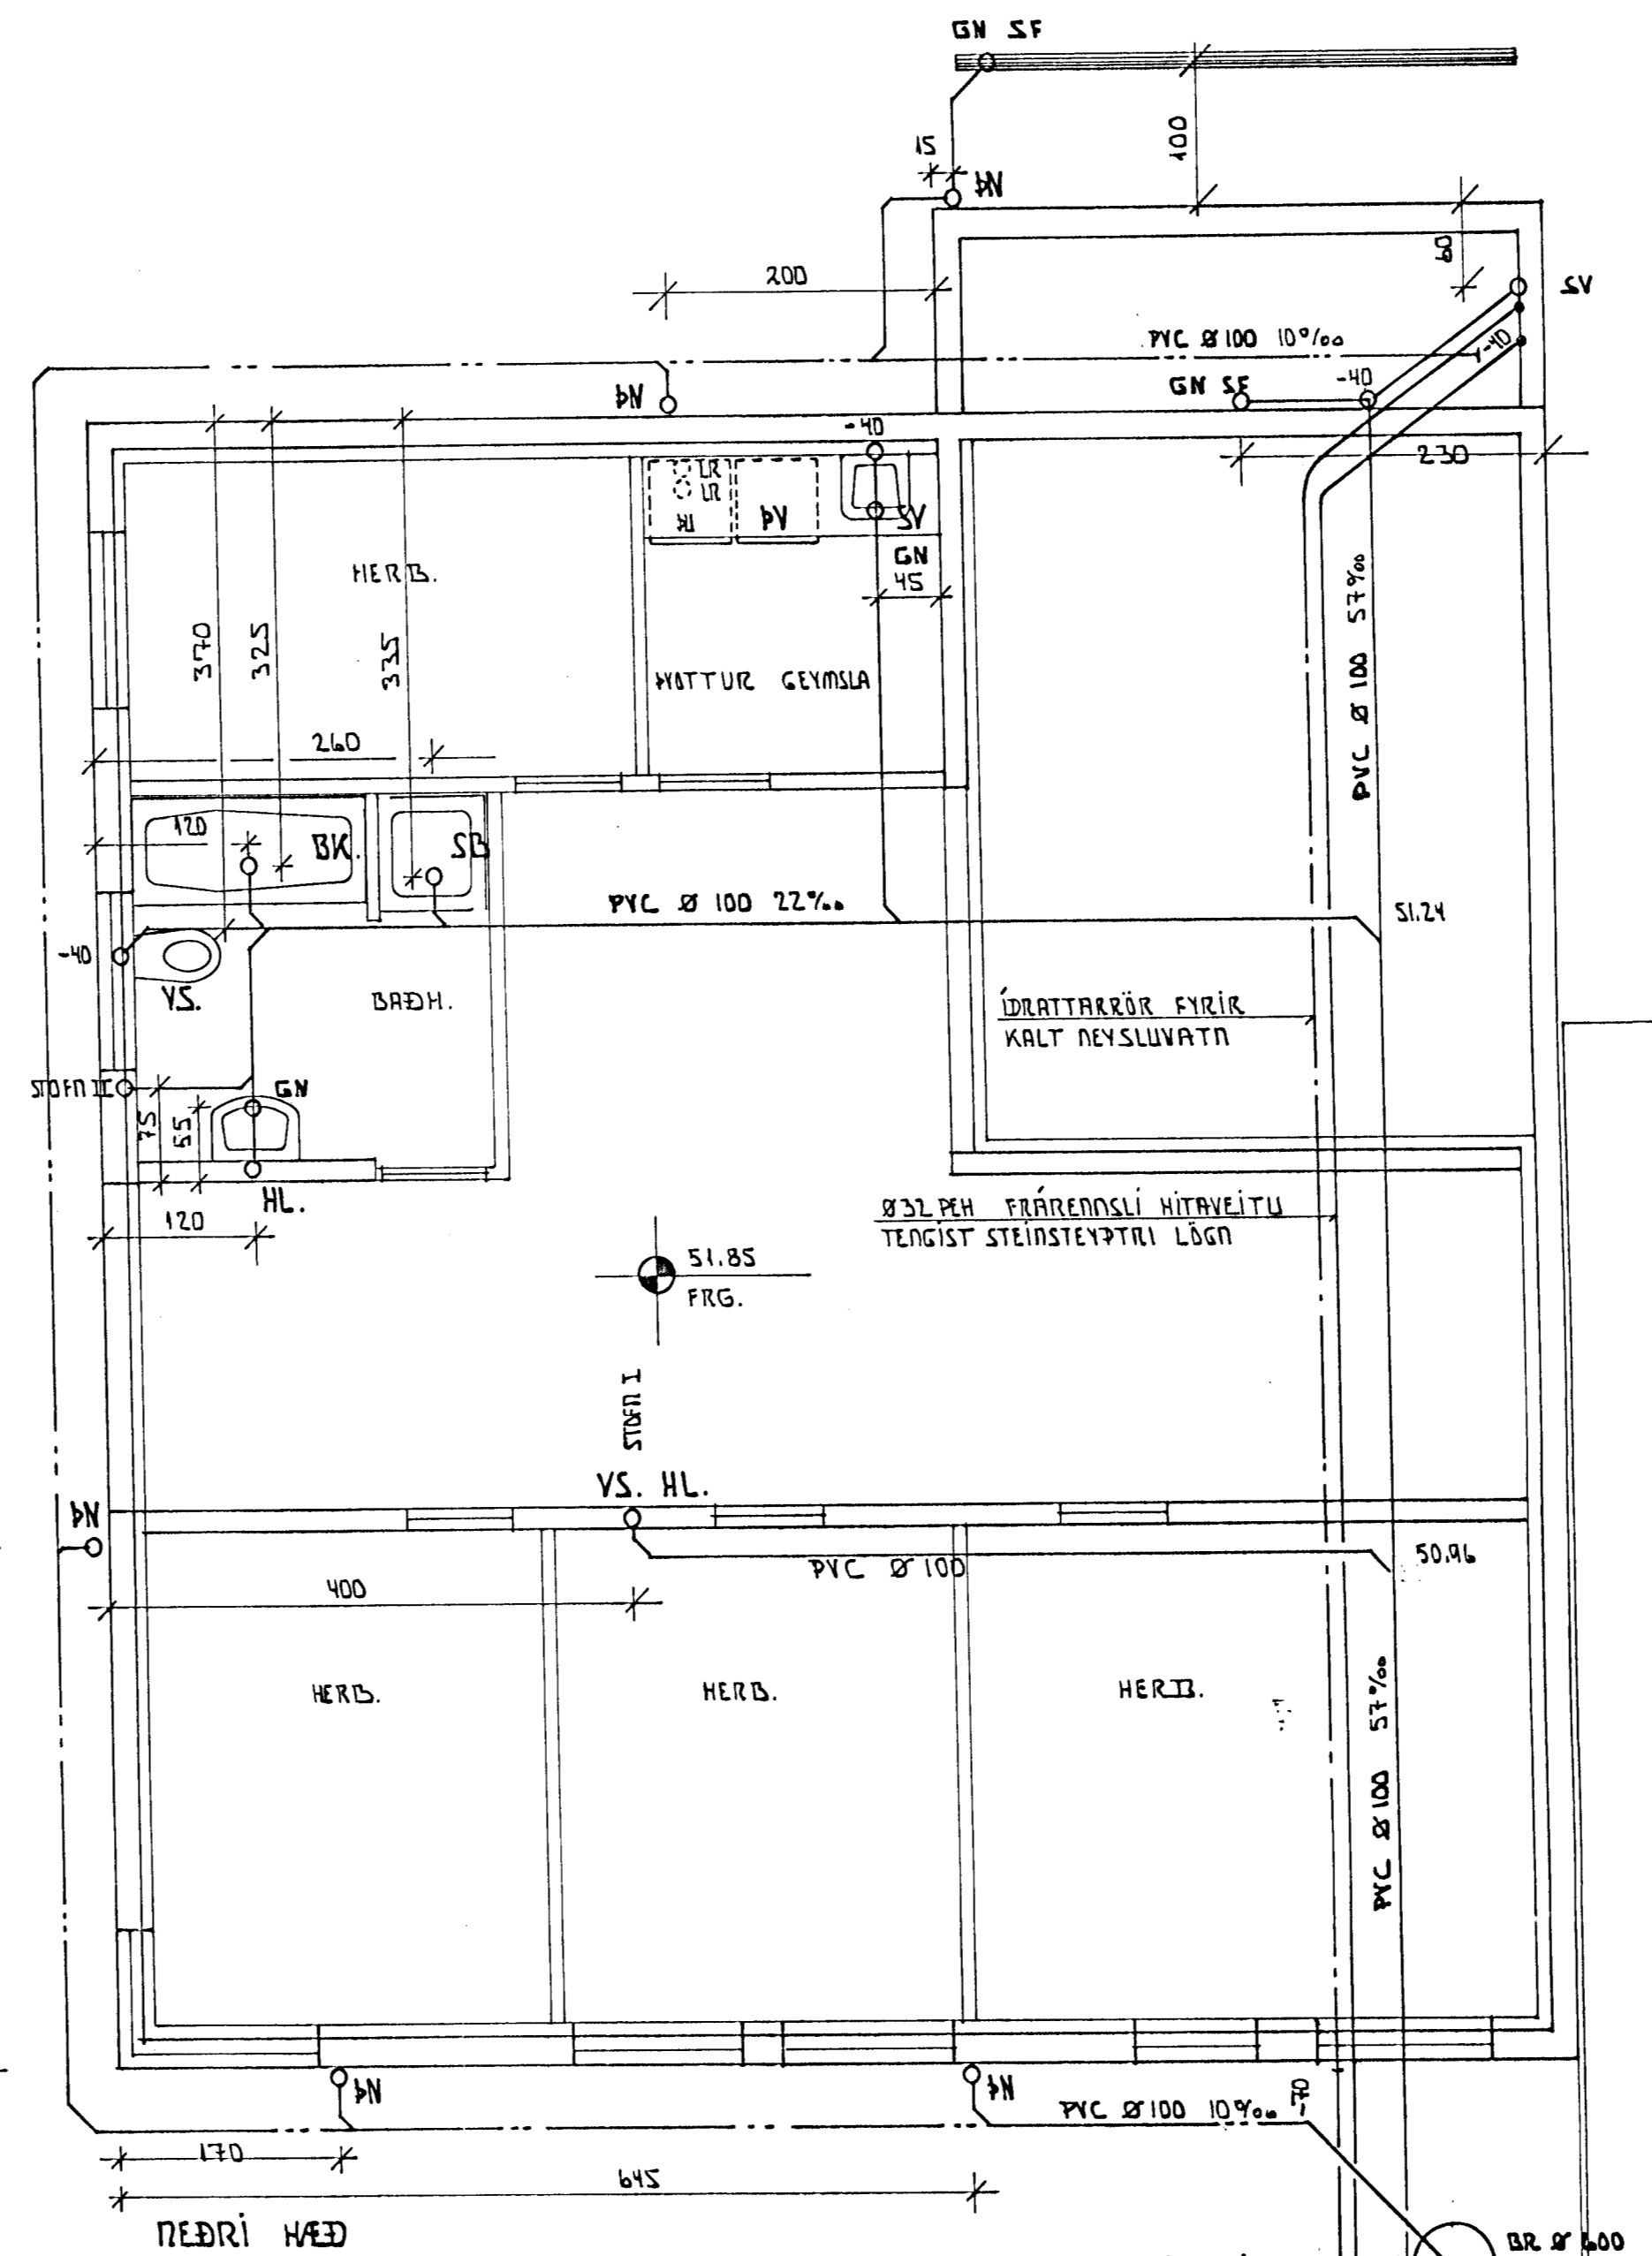 GN SF
100
15
ÞN
60
200
SV
PVC Ø 100 10‰
-40
-40
GN SF
ÞN
-40
230
LR
LR
ÞV
SV
GN
45
HERB.
370
325
335
PVC Ø 100 57‰
ÞVOTTUR GEYMSLA
260
120
BK.
SB
PVC Ø 100 22‰
51.24
-40
VS.
BAÐH.
ÍDRATTARRÖR FYRIR
KALT NEYSLUVATN
STOFN II
GN
75
55
HL.
120
Ø32 PEH FRÁRENNSLI HITAVEITU
TENGIST STEINSTEYPTRI LÖGN
51.85
FRG.
STOFN I
VS. HL.
ÞN
PVC Ø 100
50.96
400
HERB.
HERB.
HERB.
PVC Ø 100 57‰
ÞN
ÞN
PVC Ø 100 10‰
-70
170
645
NEÐRI HÆÐ
BR Ø 600